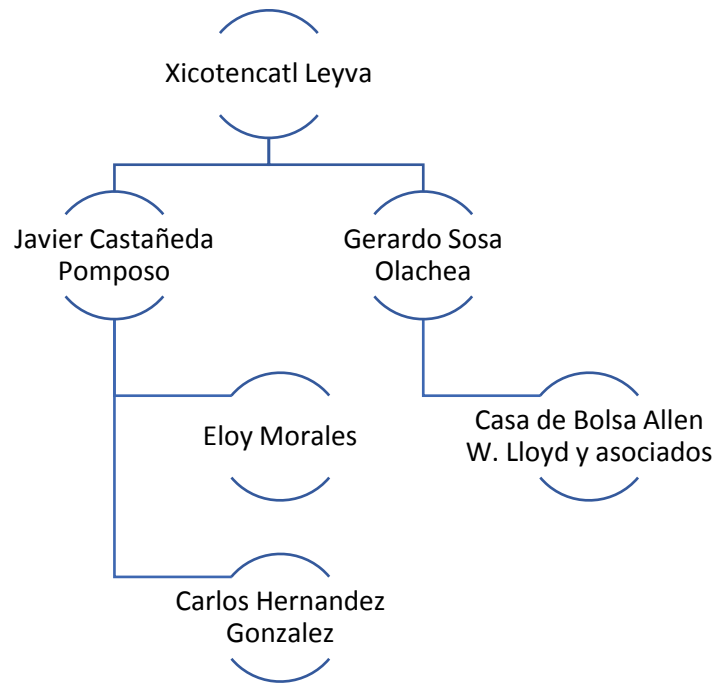 Xicotencatl Leyva
Javier Castañeda
Pomposo
Gerardo Sosa
Olachea
Eloy Morales
Casa de Bolsa Allen
W. Lloyd y asociados
Carlos Hernandez
Gonzalez